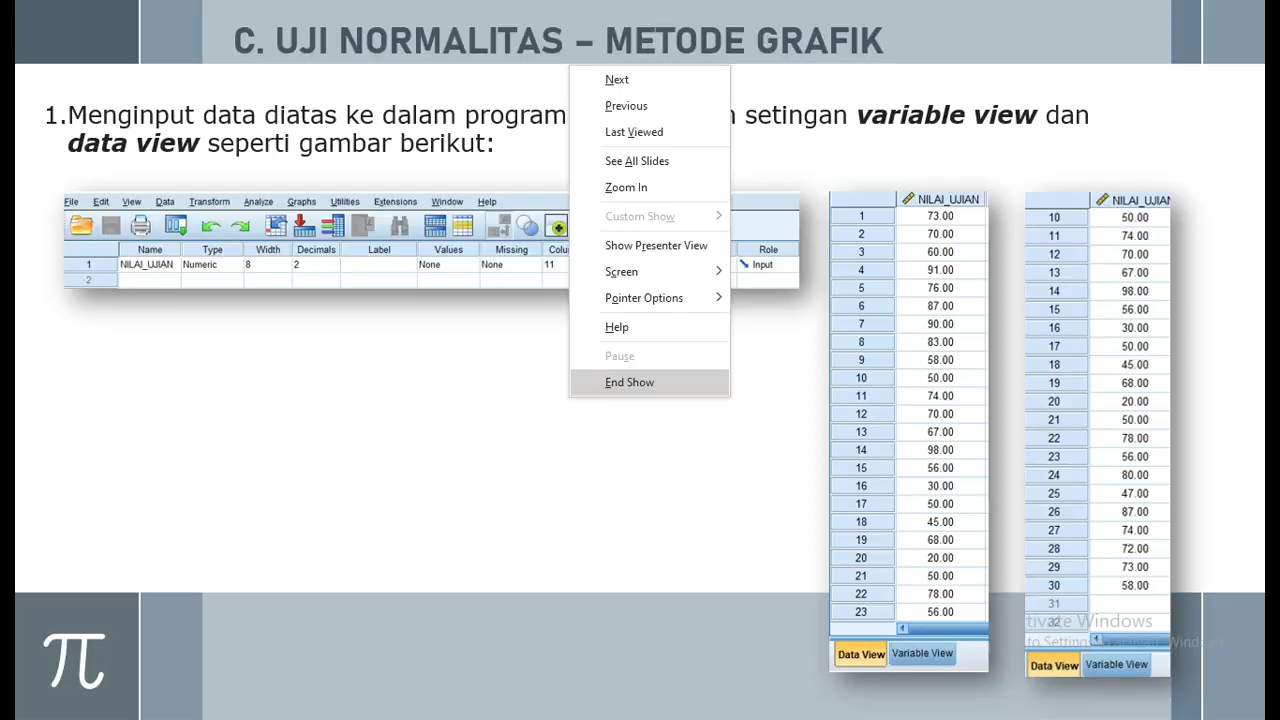 C. UJI NORMALITAS – METODE GRAFIK
1.Menginput data diatas ke dalam program setingan variable view dan
data view seperti gambar berikut:
Next
Previous
Last Viewed
See All Slides
Zoom In
Custom Show
Show Presenter View
Screen
Pointer Options
Help
Pause
End Show
File Edit View Data Transform Analyze Graphs Utilities Extensions Window Help
Name Type Width Decimals Label Values Missing Role
1 NILAI_UJIAN Numeric 8 2 None None 11 Input
2
NILAI_UJIAN
1 73.00
2 70.00
3 60.00
4 91.00
5 76.00
6 87.00
7 90.00
8 83.00
9 58.00
10 50.00
11 74.00
12 70.00
13 67.00
14 98.00
15 56.00
16 30.00
17 50.00
18 45.00
19 68.00
20 20.00
21 50.00
22 78.00
23 56.00
Data View Variable View
NILAI_UJIAN
10 50.00
11 74.00
12 70.00
13 67.00
14 98.00
15 56.00
16 30.00
17 50.00
18 45.00
19 68.00
20 20.00
21 50.00
22 78.00
23 56.00
24 80.00
25 47.00
26 87.00
27 74.00
28 72.00
29 73.00
30 58.00
31
32
Data View Variable View
π